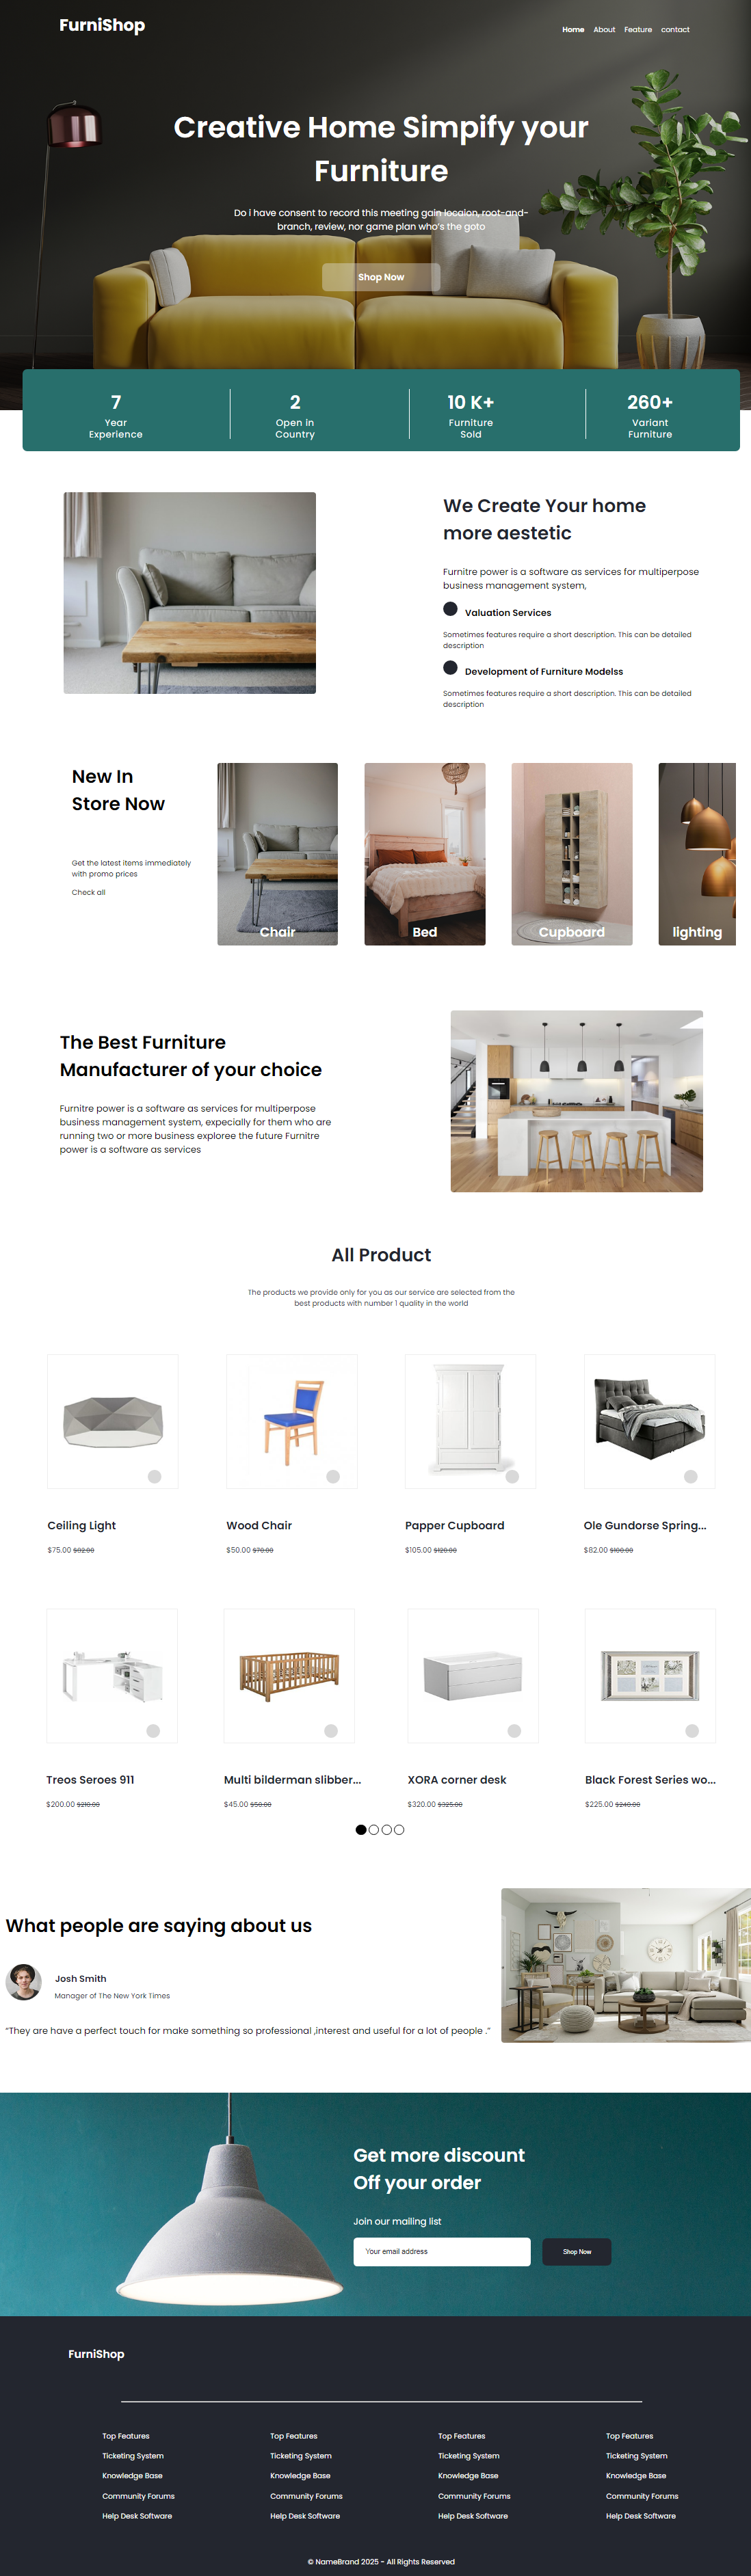 FurniShop
Home About Feature contact
Creative Home Simpify your
Furniture
Do i have consent to record this meeting gain locaion, root-and-
branch, review, nor game plan who's the goto
Shop Now
7
Year
Experience
2
Open in
Country
10 K+
Furniture
Sold
260+
Variant
Furniture
We Create Your home
more aestetic
Furnitre power is a software as services for multiperpose
business management system,
Valuation Services
Sometimes features require a short description. This can be detailed
description
Development of Furniture Modelss
Sometimes features require a short description. This can be detailed
description
New In
Store Now
Get the latest items immediately
with promo prices
Check all
Chair
Bed
Cupboard
lighting
The Best Furniture
Manufacturer of your choice
Furnitre power is a software as services for multiperpose
business management system, expecially for them who are
running two or more business exploree the future Furnitre
power is a software as services
All Product
The products we provide only for you as our service are selected from the
best products with number 1 quality in the world
Ceiling Light
$75.00 $92.00
Wood Chair
$50.00 $70.00
Papper Cupboard
$105.00 $120.00
Ole Gundorse Spring...
$82.00 $100.00
Treos Seroes 911
$200.00 $210.00
Multi bilderman slibber...
$45.00 $50.00
XORA corner desk
$320.00 $325.00
Black Forest Series wo...
$225.00 $240.00
What people are saying about us
Josh Smith
Manager of The New York Times
“They are have a perfect touch for make something so professional ,interest and useful for a lot of people .”
Get more discount
Off your order
Join our mailing list
Your email address
Shop Now
FurniShop
Top Features
Ticketing System
Knowledge Base
Community Forums
Help Desk Software
Top Features
Ticketing System
Knowledge Base
Community Forums
Help Desk Software
Top Features
Ticketing System
Knowledge Base
Community Forums
Help Desk Software
Top Features
Ticketing System
Knowledge Base
Community Forums
Help Desk Software
© NameBrand 2025 - All Rights Reserved